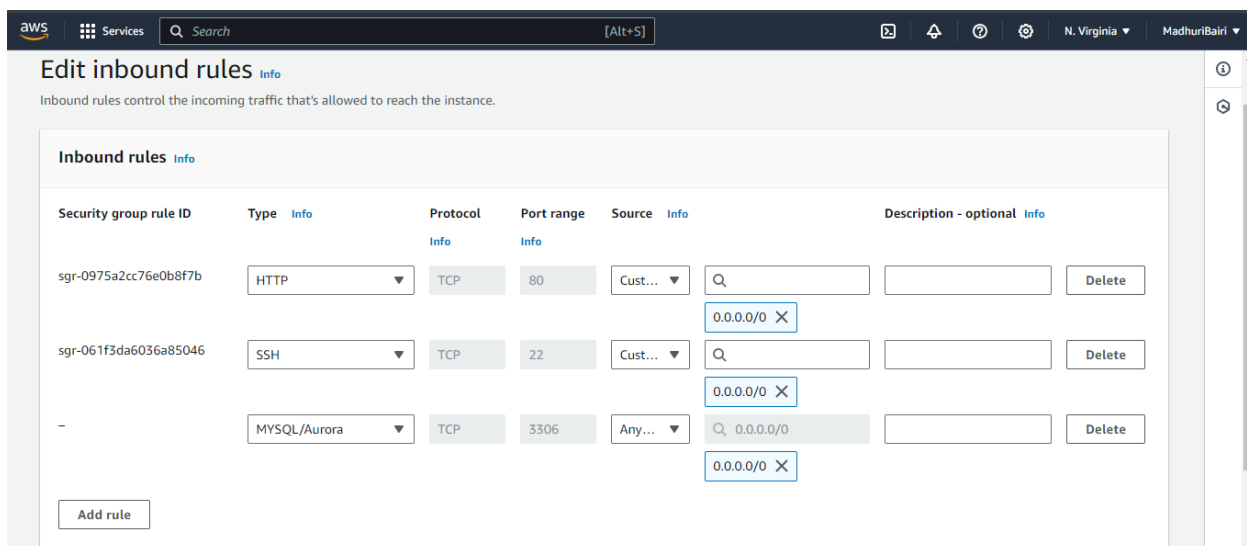 aws Services Search [Alt+S] N. Virginia MadhuriBairi
Edit inbound rules Info
Inbound rules control the incoming traffic that's allowed to reach the instance.
Inbound rules Info
Security group rule ID Type Info Protocol Info Port range Info Source Info Description - optional Info
sgr-0975a2cc76e0b8f7b HTTP TCP 80 Cust... Delete
0.0.0.0/0
sgr-061f3da6036a85046 SSH TCP 22 Cust... Delete
0.0.0.0/0
– MYSQL/Aurora TCP 3306 Any... 0.0.0.0/0 Delete
0.0.0.0/0
Add rule